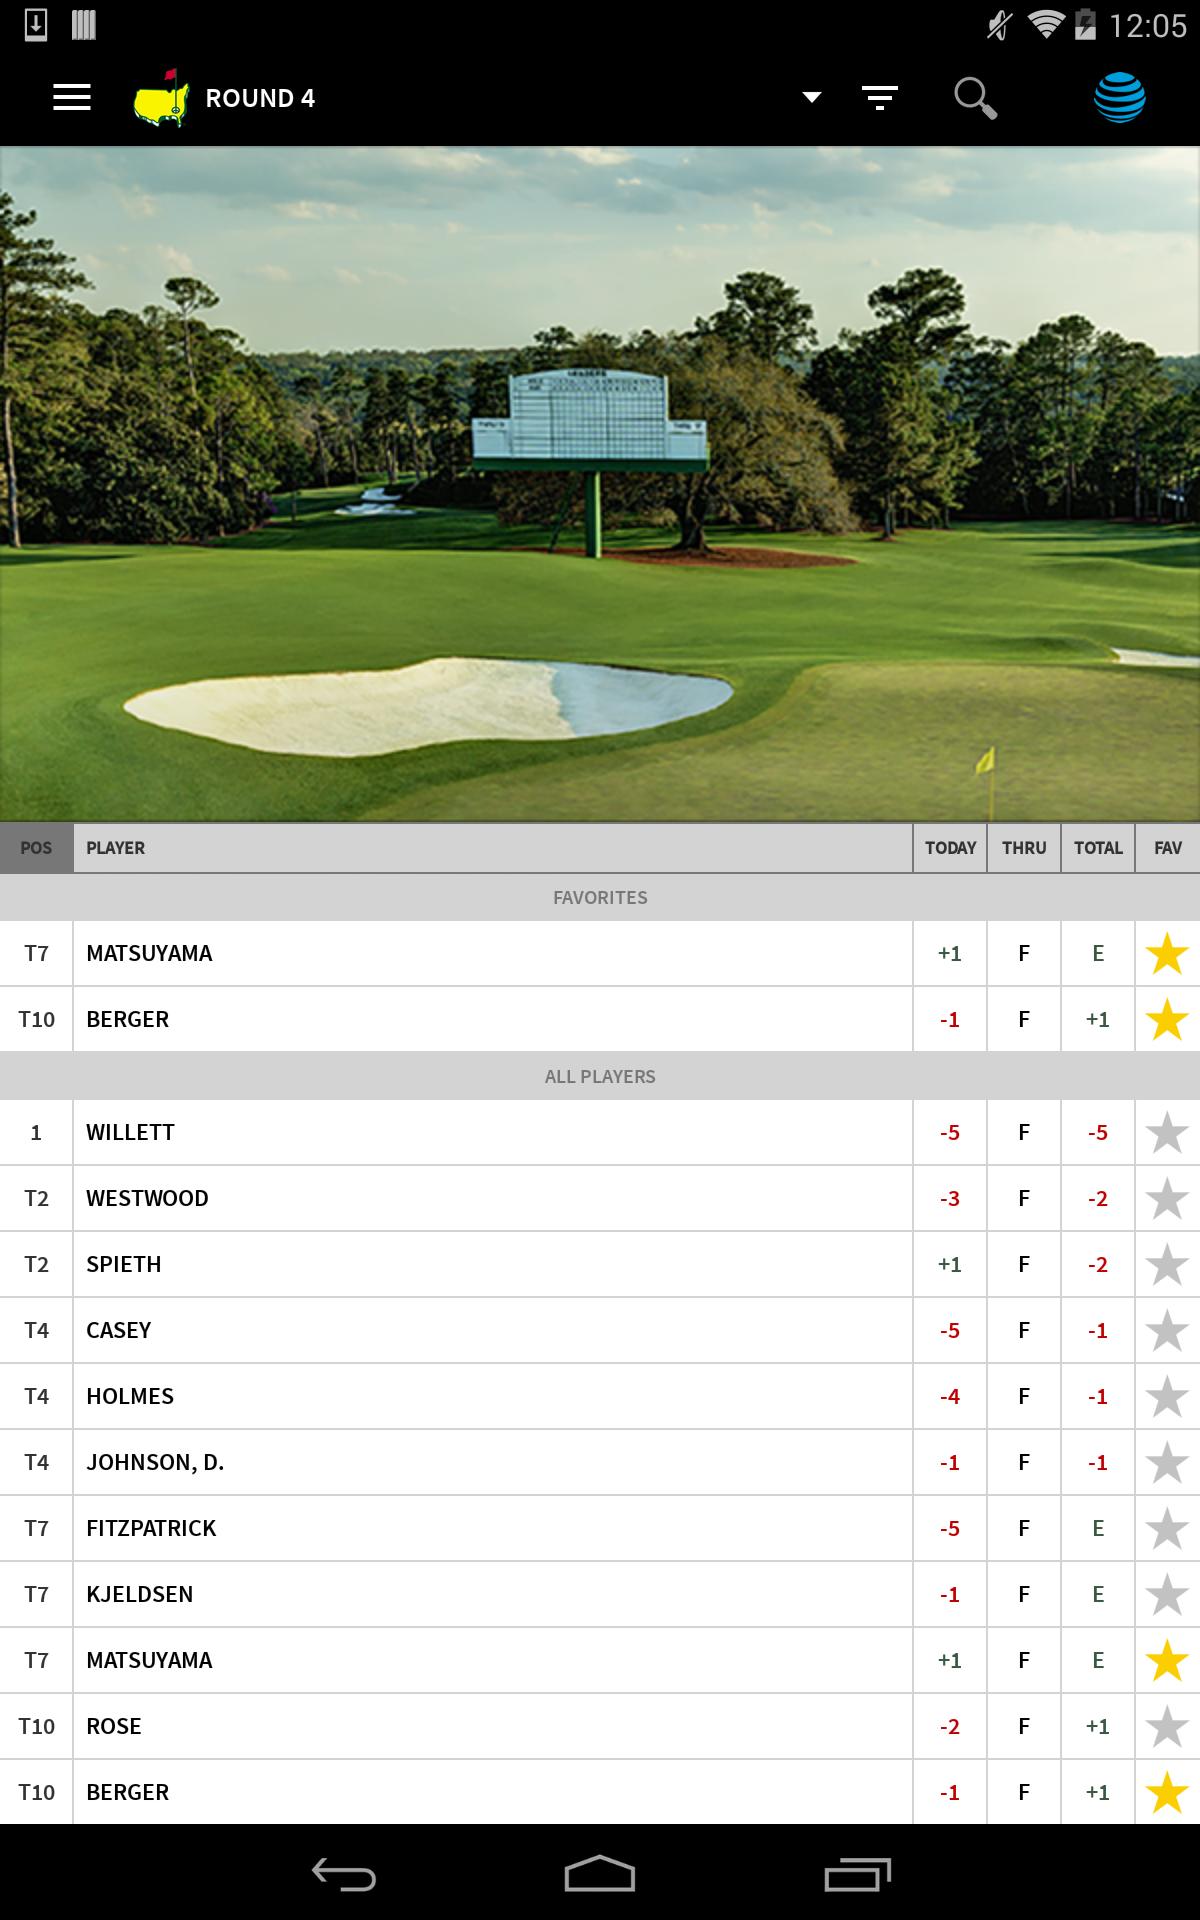 12:05
ROUND 4
LEADERS
POS PLAYER TODAY THRU TOTAL FAV
FAVORITES
T7 MATSUYAMA +1 F E
T10 BERGER -1 F +1
ALL PLAYERS
1 WILLETT -5 F -5
T2 WESTWOOD -3 F -2
T2 SPIETH +1 F -2
T4 CASEY -5 F -1
T4 HOLMES -4 F -1
T4 JOHNSON, D. -1 F -1
T7 FITZPATRICK -5 F E
T7 KJELDSEN -1 F E
T7 MATSUYAMA +1 F E
T10 ROSE -2 F +1
T10 BERGER -1 F +1